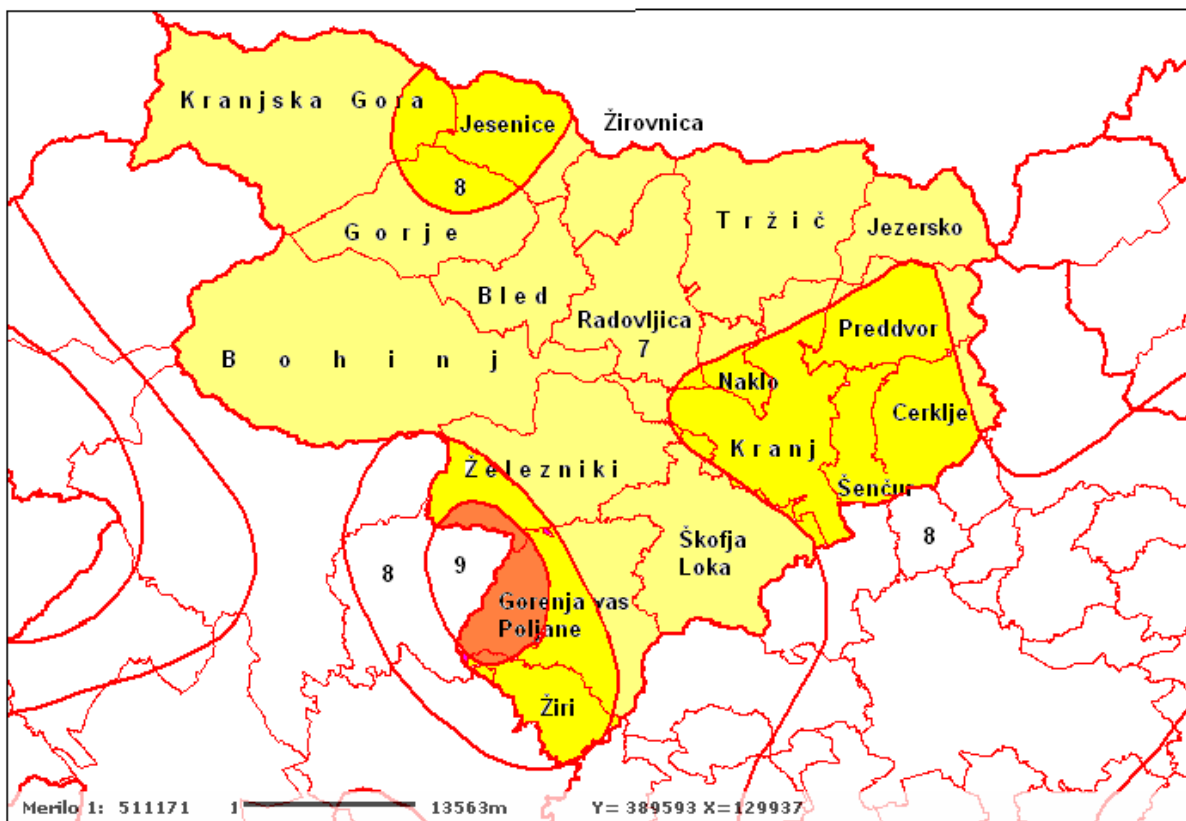 Kranjska Gora
Jesenice
Žirovnica
8
Gorje
Tržič
Jezersko
Bled
Radovljica
7
Preddvor
Bohinj
Naklo
Cerklje
Kranj
Železniki
Šenčur
Škofja
Loka
8
9
8
Gorenja vas
Poljane
Žiri
Merilo 1: 511171 1 13563m Y= 389593 X=129937